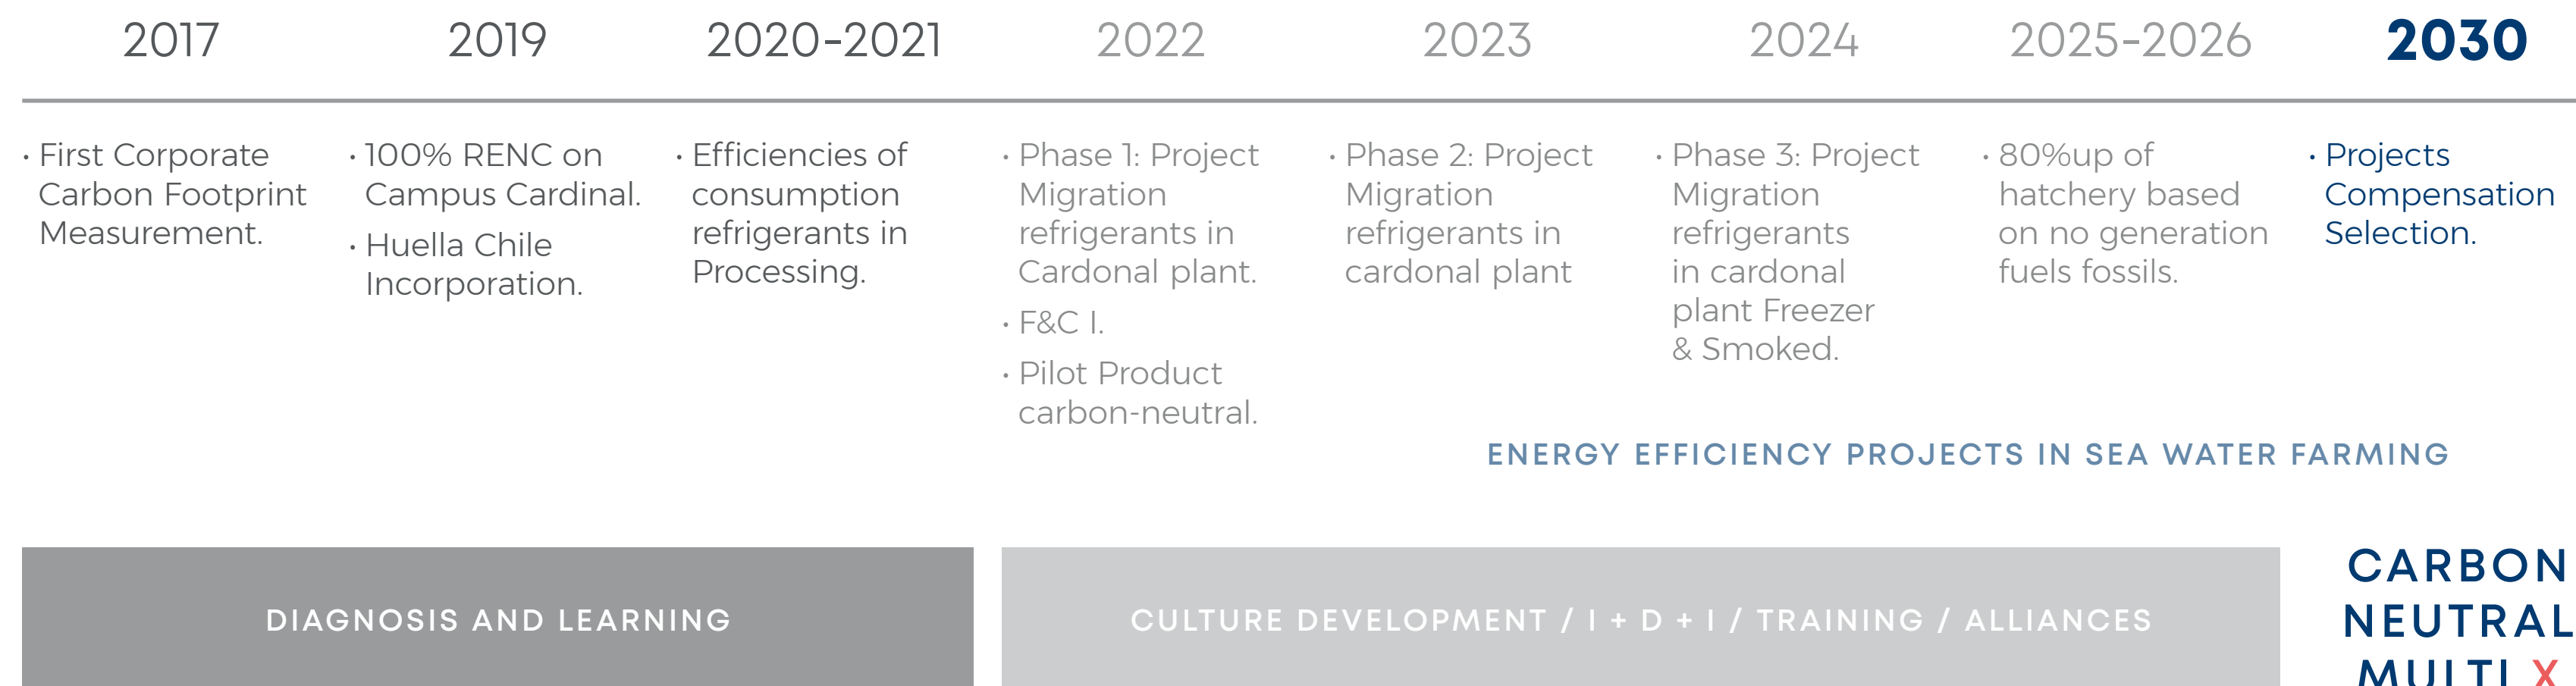 2017
2019
2020-2021
2022
2023
2024
2025-2026
2030
· First Corporate
Carbon Footprint
Measurement.
· 100% RENC on
Campus Cardinal.
· Huella Chile
Incorporation.
· Efficiencies of
consumption
refrigerants in
Processing.
· Phase 1: Project
Migration
refrigerants in
Cardonal plant.
· F&C I.
· Pilot Product
carbon-neutral.
· Phase 2: Project
Migration
refrigerants in
cardonal plant
· Phase 3: Project
Migration
refrigerants
in cardonal
plant Freezer
& Smoked.
· 80%up of
hatchery based
on no generation
fuels fossils.
· Projects
Compensation
Selection.
ENERGY EFFICIENCY PROJECTS IN SEA WATER FARMING
DIAGNOSIS AND LEARNING
CULTURE DEVELOPMENT / I + D + I / TRAINING / ALLIANCES
CARBON
NEUTRAL
MULTI X